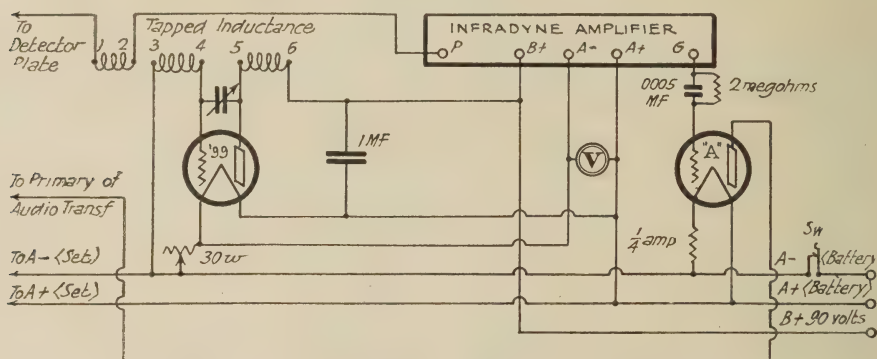 To
Detector
Plate
1 2
Tapped Inductance
3 4 5 6
INFRADYNE AMPLIFIER
P B+ A- A+ G
.0005
MF
2 megohms
'99
1MF
V
"A"
To Primary of
Audio Transf
1/4 amp
Sw
To A- (Set)
30ω
A- (Battery
To A+ (Set)
A+ (Battery)
B+ 90 volts